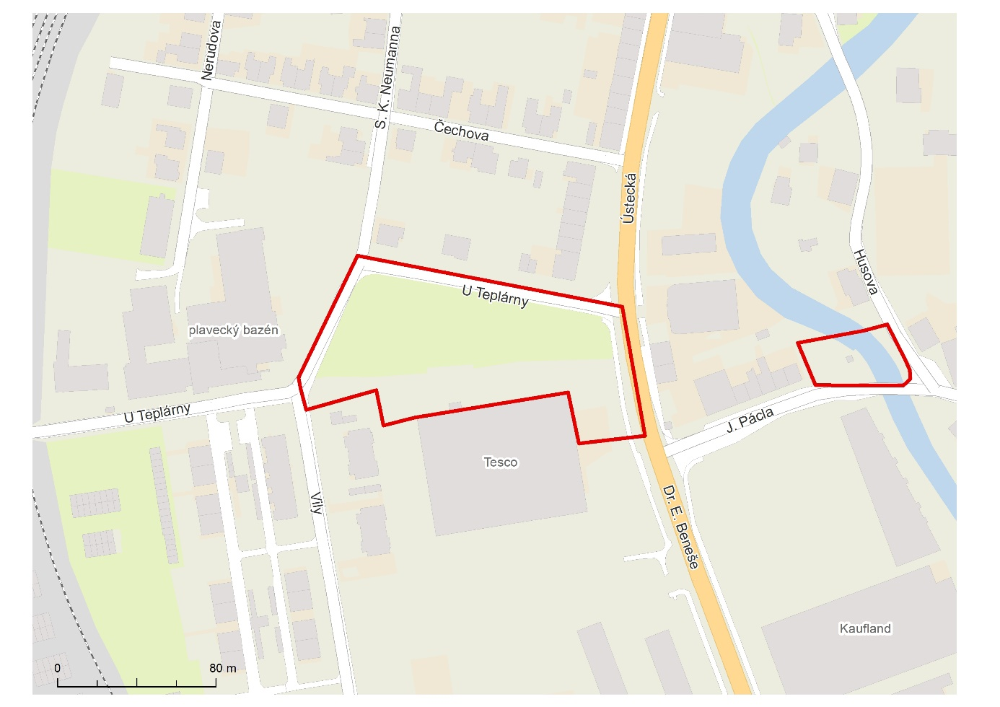 Nerudova
S. K. Neumanna
Čechova
Ústecká
Husova
U Teplárny
plavecký bazén
U Teplárny
J. Pácla
Tesco
Vily
Dr. E. Beneše
Kaufland
0 80 m